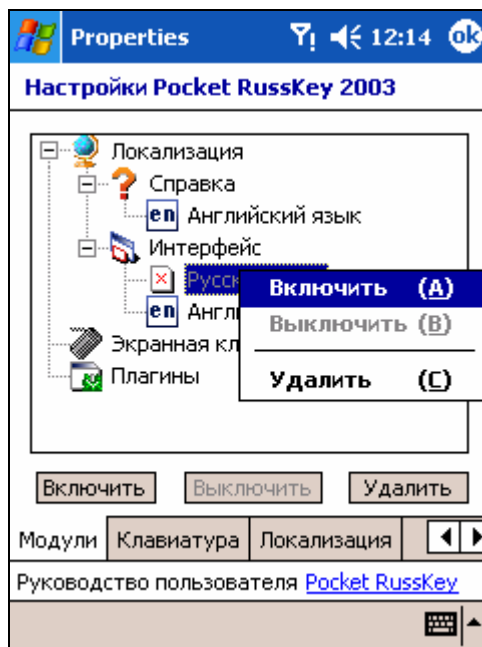 Properties 12:14 ok
Настройки Pocket RussKey 2003
Локализация
Справка
en Английский язык
Интерфейс
Включить (A)
en
Выключить (B)
Экранная
Плагины
Удалить (C)
Включить Выключить Удалить
Модули Клавиатура Локализация
Руководство пользователя Pocket RussKey